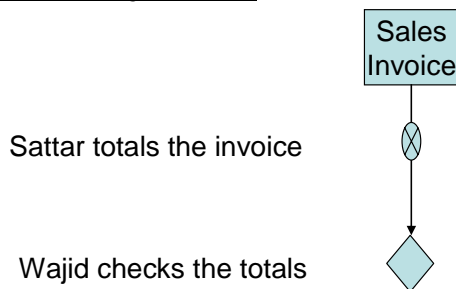 Sales
Invoice
Sattar totals the invoice
Wajid checks the totals